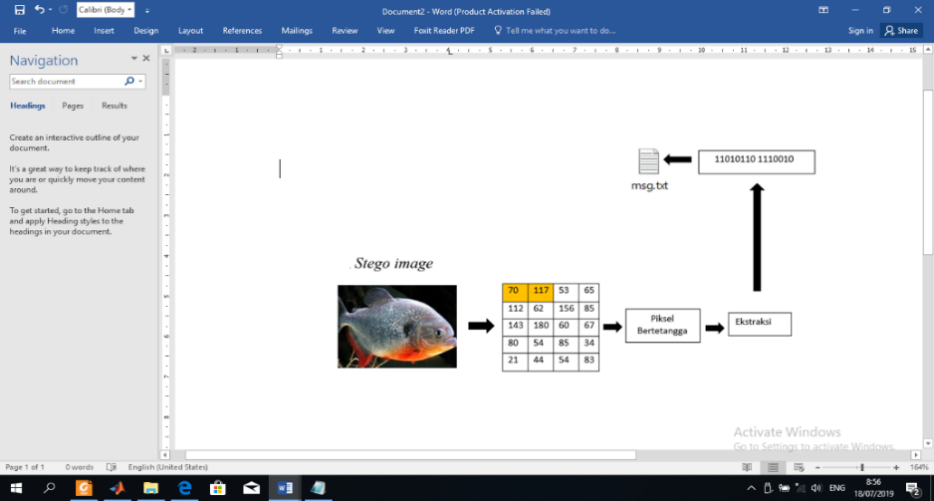 Calibri (Body
Document2 - Word (Product Activation Failed)
File Home Insert Design Layout References Mailings Review View Foxit Reader PDF Tell me what you want to do... Sign in Share
Navigation
Search document
Headings Pages Results
Create an interactive outline of your
document.
It's a great way to keep track of where
you are or quickly move your content
around.
To get started, go to the Home tab
and apply Heading styles to the
headings in your document.
11010110 1110010
msg.txt
Stego image
70 117 53 65
112 62 156 85
143 180 60 67
80 54 85 34
21 44 54 83
Piksel
Bertetangga
Ekstraksi
Activate Windows
Go to Settings to activate Windows.
Page 1 of 1 0 words English (United States) 164%
ENG
8:56
18/07/2019
2